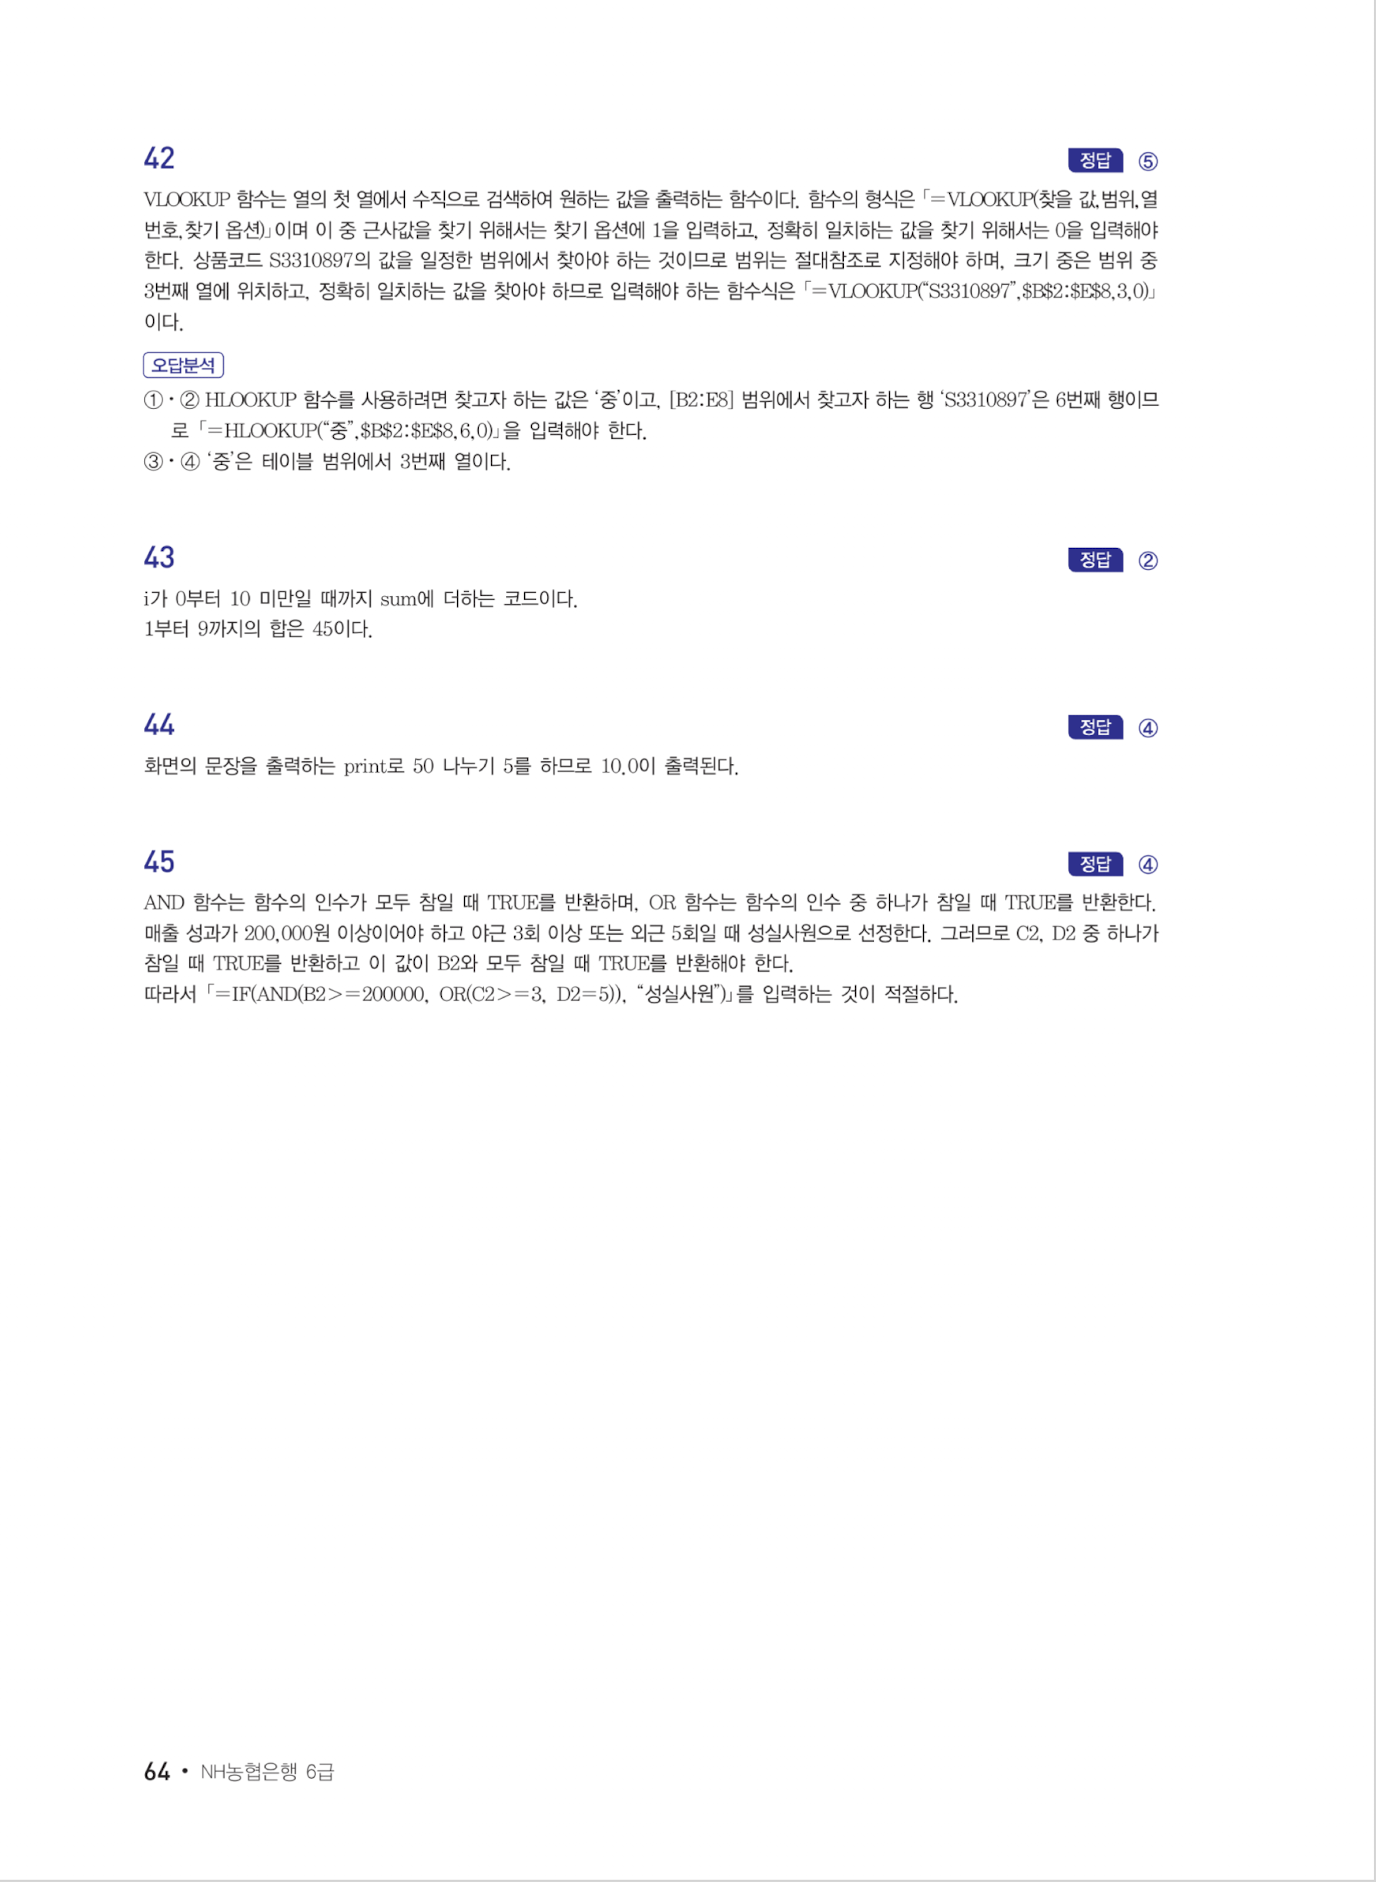 42
정답 ⑤
VLOOKUP 함수는 열의 첫 열에서 수직으로 검색하여 원하는 값을 출력하는 함수이다. 함수의 형식은 「=VLOOKUP(찾을 값,범위,열
번호,찾기 옵션)」이며 이 중 근사값을 찾기 위해서는 찾기 옵션에 1을 입력하고, 정확히 일치하는 값을 찾기 위해서는 0을 입력해야
한다. 상품코드 S3310897의 값을 일정한 범위에서 찾아야 하는 것이므로 범위는 절대참조로 지정해야 하며, 크기 중은 범위 중
3번째 열에 위치하고, 정확히 일치하는 값을 찾아야 하므로 입력해야 하는 함수식은 「=VLOOKUP(“S3310897”,$B$2:$E$8,3,0)」
이다.
오답분석
①·② HLOOKUP 함수를 사용하려면 찾고자 하는 값은 ‘중’이고, [B2:E8] 범위에서 찾고자 하는 행 ‘S3310897’은 6번째 행이므
로 「=HLOOKUP(“중”,$B$2:$E$8,6,0)」을 입력해야 한다.
③·④ ‘중’은 테이블 범위에서 3번째 열이다.
43
정답 ②
i가 0부터 10 미만일 때까지 sum에 더하는 코드이다.
1부터 9까지의 합은 45이다.
44
정답 ④
화면의 문장을 출력하는 print로 50 나누기 5를 하므로 10.0이 출력된다.
45
정답 ④
AND 함수는 함수의 인수가 모두 참일 때 TRUE를 반환하며, OR 함수는 함수의 인수 중 하나가 참일 때 TRUE를 반환한다.
매출 성과가 200,000원 이상이어야 하고 야근 3회 이상 또는 외근 5회일 때 성실사원으로 선정한다. 그러므로 C2, D2 중 하나가
참일 때 TRUE를 반환하고 이 값이 B2와 모두 참일 때 TRUE를 반환해야 한다.
따라서 「=IF(AND(B2>=200000, OR(C2>=3, D2=5)), “성실사원”)」를 입력하는 것이 적절하다.
64 • NH농협은행 6급